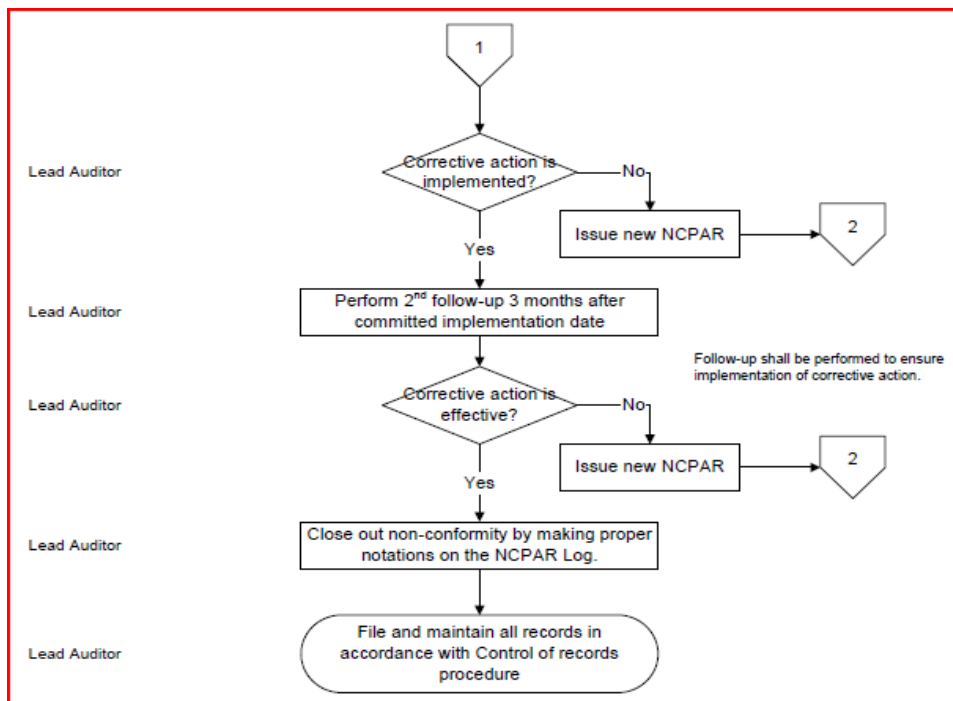 1
Lead Auditor
Corrective action is
implemented?
No
Issue new NCPAR
2
Yes
Lead Auditor
Perform 2nd follow-up 3 months after
committed implementation date
Follow-up shall be performed to ensure
implementation of corrective action.
Lead Auditor
Corrective action is
effective?
No
Issue new NCPAR
2
Yes
Lead Auditor
Close out non-conformity by making proper
notations on the NCPAR Log.
Lead Auditor
File and maintain all records in
accordance with Control of records
procedure